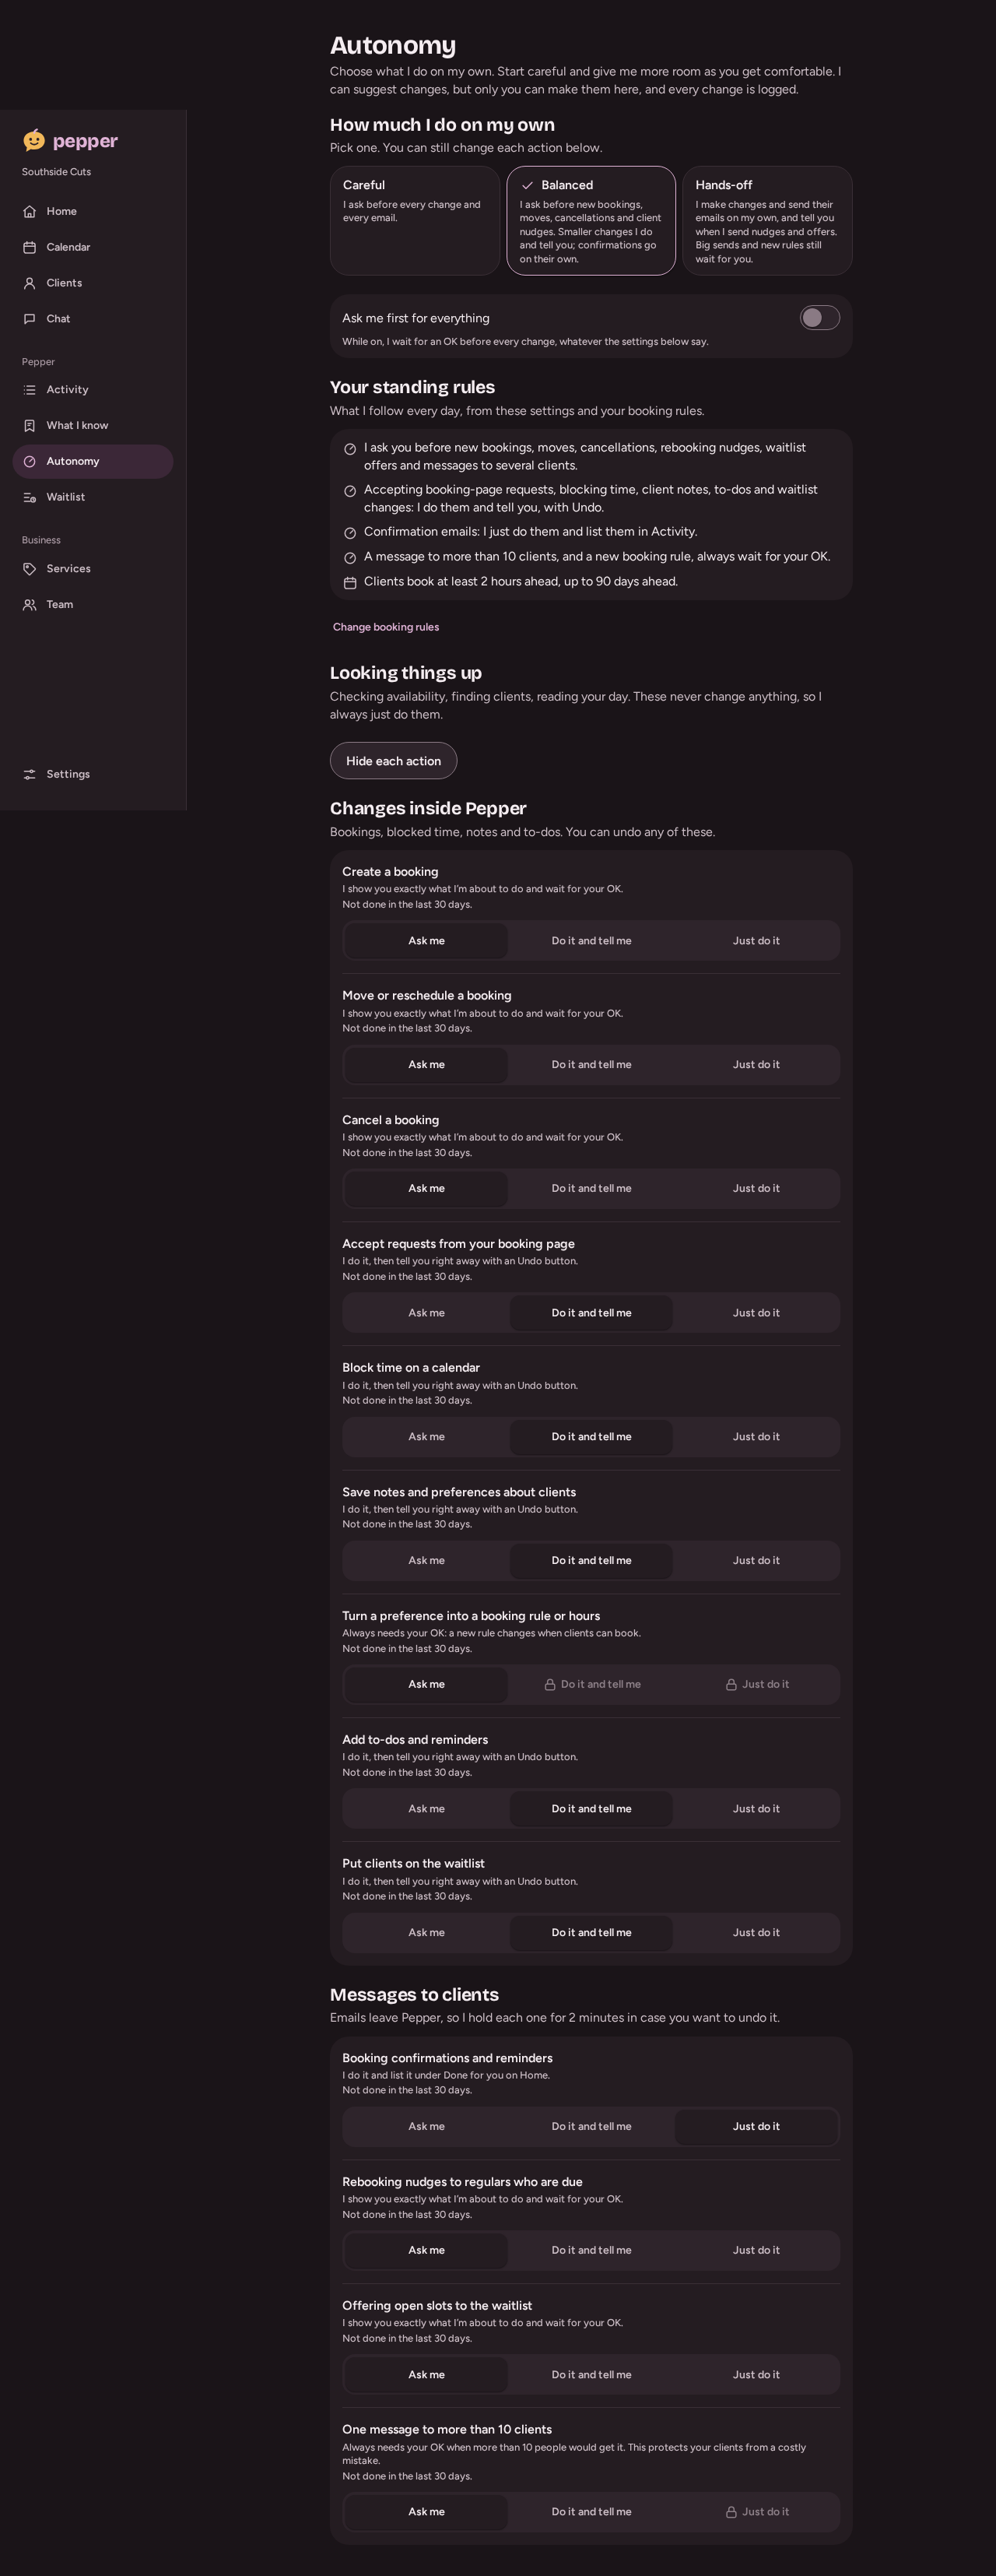 Autonomy
Choose what I do on my own. Start careful and give me more room as you get comfortable. I
can suggest changes, but only you can make them here, and every change is logged.
pepper
Southside Cuts
Home
Calendar
Clients
Chat
Pepper
Activity
What I know
Autonomy
Waitlist
Business
Services
Team
Settings
How much I do on my own
Pick one. You can still change each action below.
Careful
I ask before every change and
every email.
Balanced
I ask before new bookings,
moves, cancellations and client
nudges. Smaller changes I do
and tell you; confirmations go
on their own.
Hands-off
I make changes and send their
emails on my own, and tell you
when I send nudges and offers.
Big sends and new rules still
wait for you.
Ask me first for everything
While on, I wait for an OK before every change, whatever the settings below say.
Your standing rules
What I follow every day, from these settings and your booking rules.
I ask you before new bookings, moves, cancellations, rebooking nudges, waitlist
offers and messages to several clients.
Accepting booking-page requests, blocking time, client notes, to-dos and waitlist
changes: I do them and tell you, with Undo.
Confirmation emails: I just do them and list them in Activity.
A message to more than 10 clients, and a new booking rule, always wait for your OK.
Clients book at least 2 hours ahead, up to 90 days ahead.
Change booking rules
Looking things up
Checking availability, finding clients, reading your day. These never change anything, so I
always just do them.
Hide each action
Changes inside Pepper
Bookings, blocked time, notes and to-dos. You can undo any of these.
Create a booking
I show you exactly what I'm about to do and wait for your OK.
Not done in the last 30 days.
Ask me Do it and tell me Just do it
Move or reschedule a booking
I show you exactly what I'm about to do and wait for your OK.
Not done in the last 30 days.
Ask me Do it and tell me Just do it
Cancel a booking
I show you exactly what I'm about to do and wait for your OK.
Not done in the last 30 days.
Ask me Do it and tell me Just do it
Accept requests from your booking page
I do it, then tell you right away with an Undo button.
Not done in the last 30 days.
Ask me Do it and tell me Just do it
Block time on a calendar
I do it, then tell you right away with an Undo button.
Not done in the last 30 days.
Ask me Do it and tell me Just do it
Save notes and preferences about clients
I do it, then tell you right away with an Undo button.
Not done in the last 30 days.
Ask me Do it and tell me Just do it
Turn a preference into a booking rule or hours
Always needs your OK: a new rule changes when clients can book.
Not done in the last 30 days.
Ask me Do it and tell me Just do it
Add to-dos and reminders
I do it, then tell you right away with an Undo button.
Not done in the last 30 days.
Ask me Do it and tell me Just do it
Put clients on the waitlist
I do it, then tell you right away with an Undo button.
Not done in the last 30 days.
Ask me Do it and tell me Just do it
Messages to clients
Emails leave Pepper, so I hold each one for 2 minutes in case you want to undo it.
Booking confirmations and reminders
I do it and list it under Done for you on Home.
Not done in the last 30 days.
Ask me Do it and tell me Just do it
Rebooking nudges to regulars who are due
I show you exactly what I'm about to do and wait for your OK.
Not done in the last 30 days.
Ask me Do it and tell me Just do it
Offering open slots to the waitlist
I show you exactly what I'm about to do and wait for your OK.
Not done in the last 30 days.
Ask me Do it and tell me Just do it
One message to more than 10 clients
Always needs your OK when more than 10 people would get it. This protects your clients from a costly
mistake.
Not done in the last 30 days.
Ask me Do it and tell me Just do it